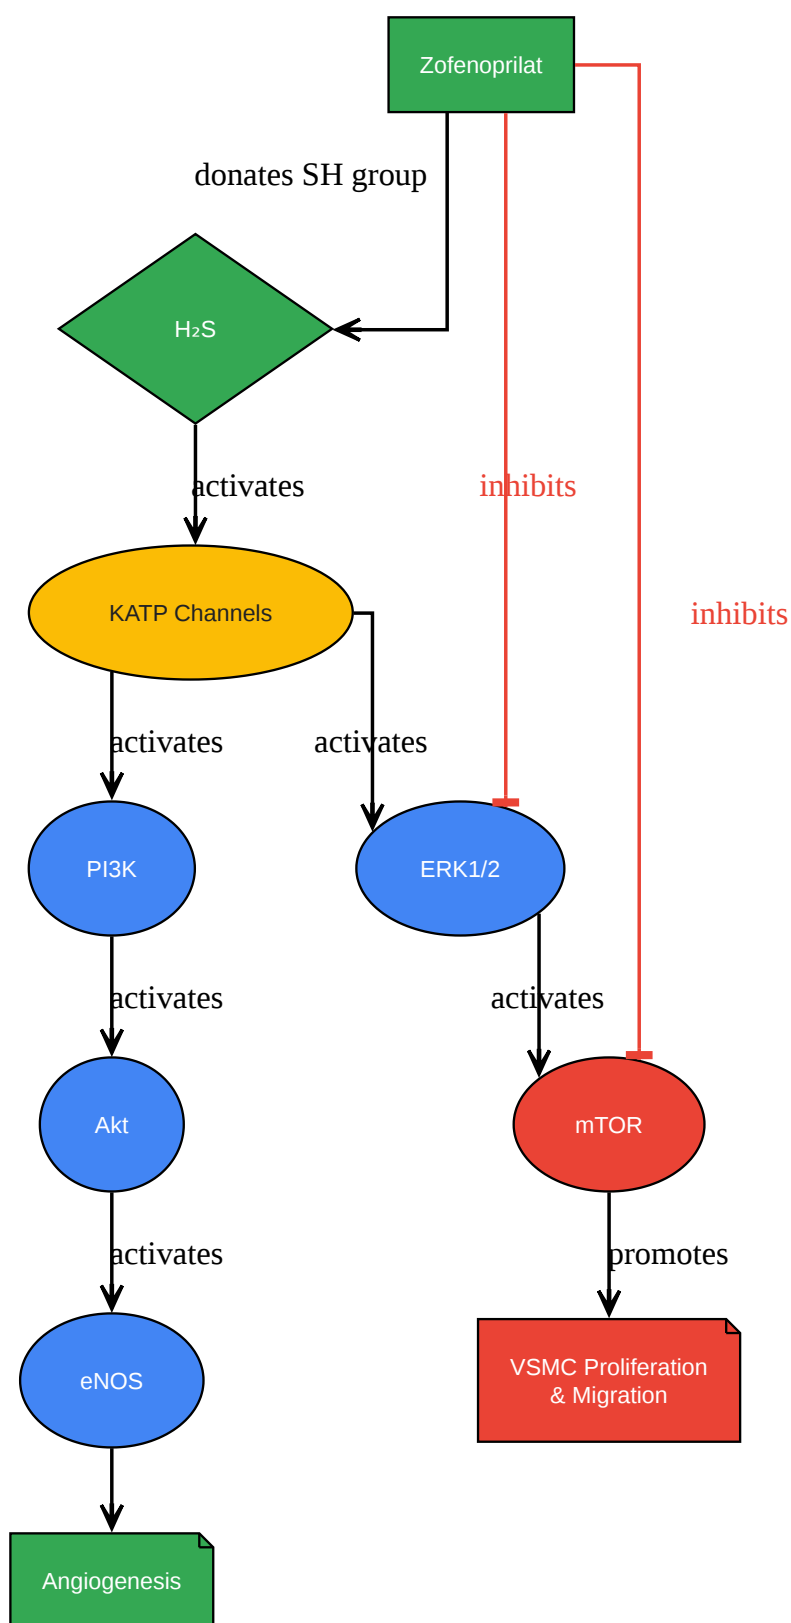 Zofenoprilat
donates SH group
H₂S
activates
inhibits
KATP Channels
inhibits
activates
activates
PI3K
ERK1/2
activates
activates
Akt
mTOR
activates
promotes
VSMC Proliferation
& Migration
eNOS
Angiogenesis